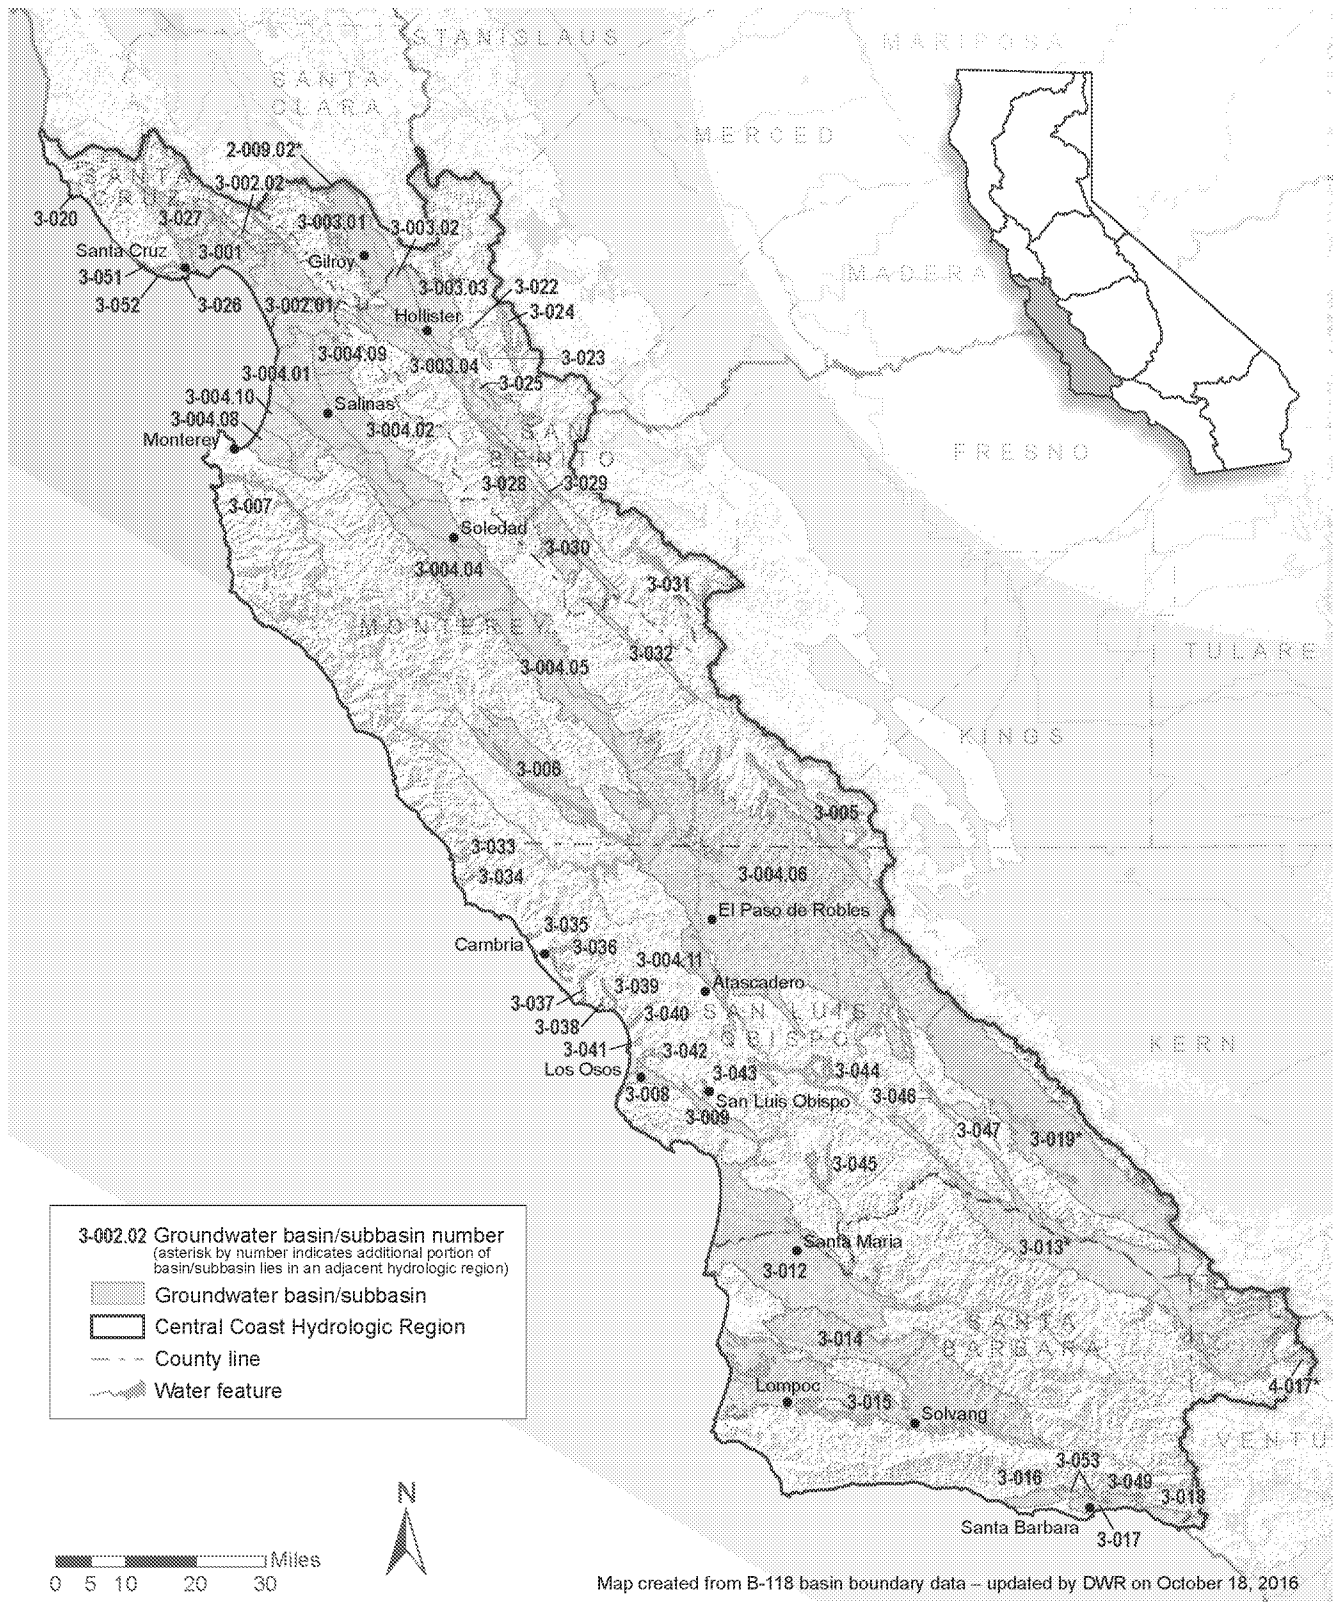 STANISLAUS
MARIPOSA
SANTA
CLARA
MERCED
2-009.02*
SANTA
CRUZ
3-002.02
3-020
3-027
3-003.01
3-003.02
Santa Cruz
3-001
Gilroy
MADERA
3-051
3-003.03
3-022
3-052
3-026
3-002.01
Hollister
3-024
3-004.09
3-003.04
3-023
3-004.01
3-025
3-004.10
Salinas
3-004.08
3-004.02
SAN
Monterey
BENITO
FRESNO
3-028
3-029
3-007
Soledad
3-030
3-004.04
3-031
MONTEREY
3-032
TULARE
3-004.05
KINGS
3-006
3-005
3-033
3-034
3-004.06
El Paso de Robles
3-035
Cambria
3-036
3-004.11
Atascadero
3-039
3-037
3-040
SAN LUIS
3-038
OBISPO
3-041
3-042
KERN
Los Osos
3-043
3-044
3-008
San Luis Obispo
3-046
3-009
3-047
3-019*
3-045
Santa Maria
3-013*
3-012
SANTA
BARBARA
3-014
Lompoc
3-015
4-017*
Solvang
VENTU
3-053
3-016
3-049
3-018
Santa Barbara
3-017
3-002.02 Groundwater basin/subbasin number
(asterisk by number indicates additional portion of
basin/subbasin lies in an adjacent hydrologic region)
Groundwater basin/subbasin
Central Coast Hydrologic Region
County line
Water feature
N
Miles
0 5 10 20 30
Map created from B-118 basin boundary data – updated by DWR on October 18, 2016